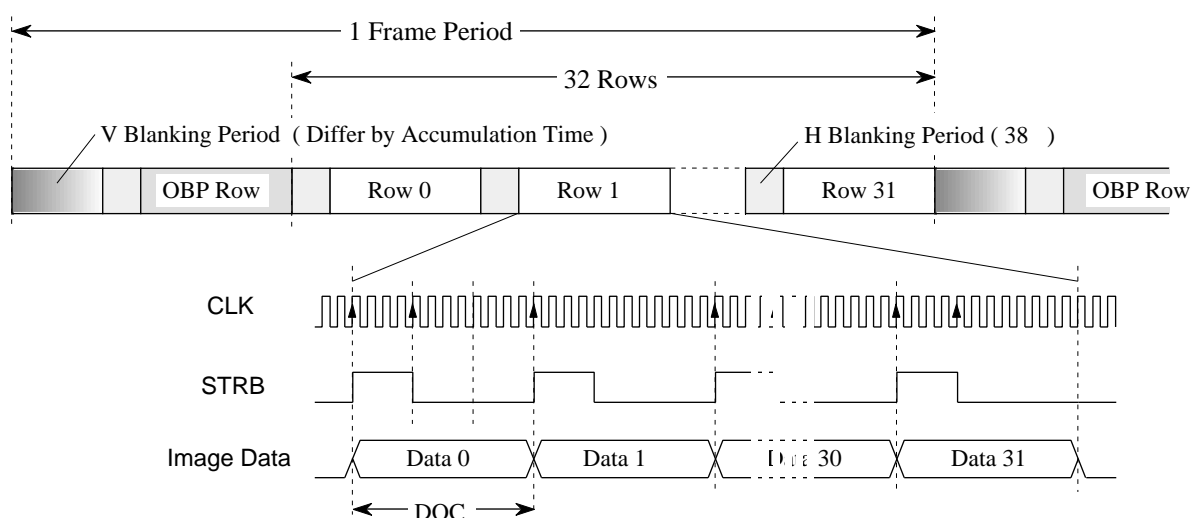 1 Frame Period
32 Rows
V Blanking Period ( Differ by Accumulation Time )
H Blanking Period ( 38 )
OBP Row
Row 0
Row 1
Row 31
OBP Row
CLK
STRB
Image Data
Data 0
Data 1
30
Data 31
DOC